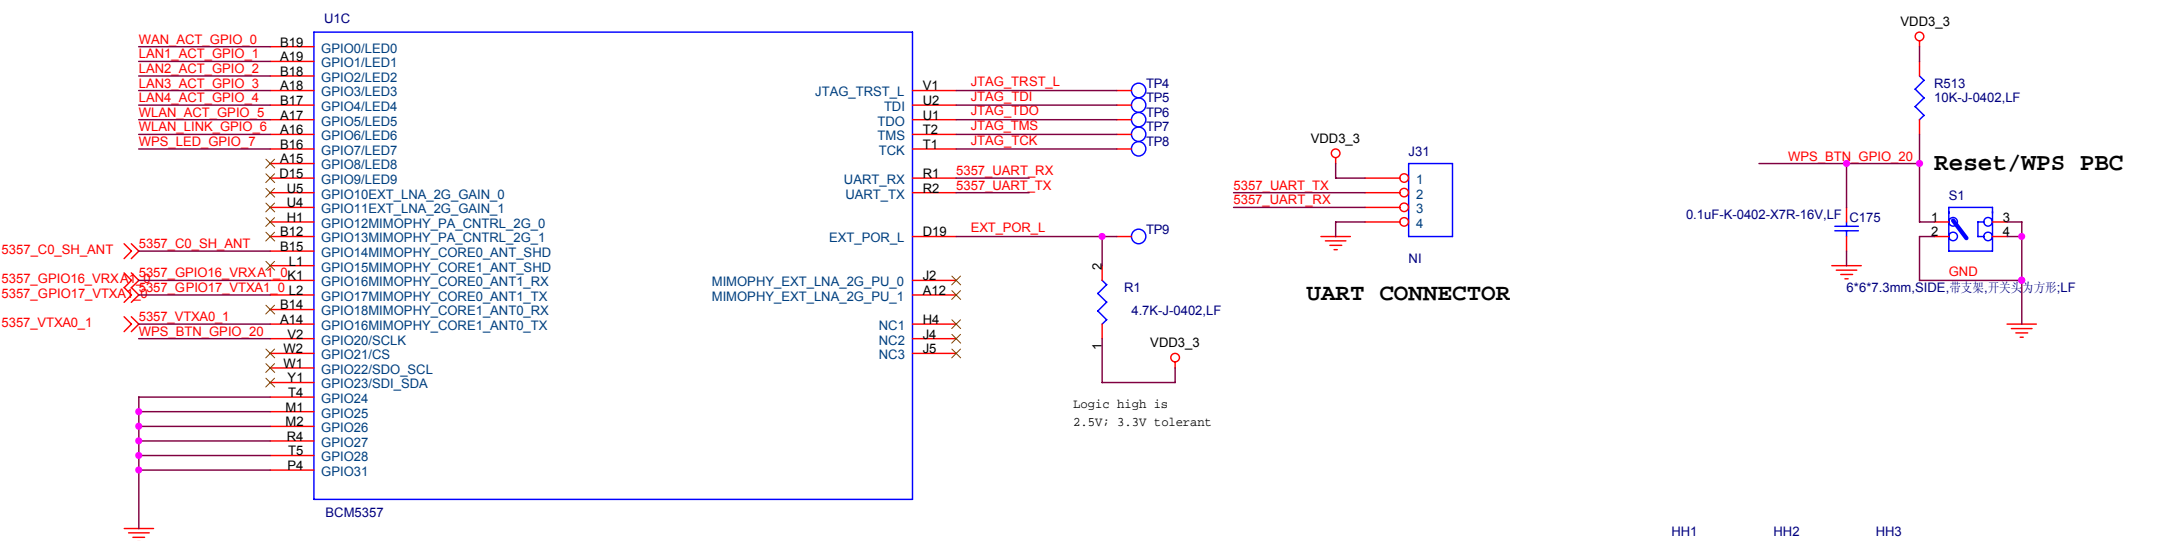 U1C
WAN_ACT_GPIO_0 B19 GPIO0/LED0
LAN1_ACT_GPIO_1 A19 GPIO1/LED1
LAN2_ACT_GPIO_2 B18 GPIO2/LED2
LAN3_ACT_GPIO_3 A18 GPIO3/LED3
LAN4_ACT_GPIO_4 B17 GPIO4/LED4
WLAN_ACT_GPIO_5 A17 GPIO5/LED5
WLAN_LINK_GPIO_6 A16 GPIO6/LED6
WPS_LED_GPIO_7 B16 GPIO7/LED7
A15 GPIO8/LED8
D15 GPIO9/LED9
U5 GPIO10EXT_LNA_2G_GAIN_0
U4 GPIO11EXT_LNA_2G_GAIN_1
H1 GPIO12MIMOPHY_PA_CNTRL_2G_0
B12 GPIO13MIMOPHY_PA_CNTRL_2G_1
5357_C0_SH_ANT 5357_C0_SH_ANT B15 GPIO14MIMOPHY_CORE0_ANT_SHD
L1 GPIO15MIMOPHY_CORE1_ANT_SHD
5357_GPIO16_VRXA1_0 5357_GPIO16_VRXA1_0 K1 GPIO16MIMOPHY_CORE0_ANT1_RX
5357_GPIO17_VTXA1_0 5357_GPIO17_VTXA1_0 L2 GPIO17MIMOPHY_CORE0_ANT1_TX
B14 GPIO18MIMOPHY_CORE1_ANT0_RX
5357_VTXA0_1 5357_VTXA0_1 A14 GPIO16MIMOPHY_CORE1_ANT0_TX
WPS_BTN_GPIO_20 V2 GPIO20/SCLK
W2 GPIO21/CS
W1 GPIO22/SDO_SCL
Y1 GPIO23/SDI_SDA
T4 GPIO24
M1 GPIO25
M2 GPIO26
R4 GPIO27
T5 GPIO28
P4 GPIO31
BCM5357
JTAG_TRST_L V1 JTAG_TRST_L TP4
TDI U2 JTAG_TDI TP5
TDO U1 JTAG_TDO TP6
TMS T2 JTAG_TMS TP7
TCK T1 JTAG_TCK TP8
UART_RX R1 5357_UART_RX
UART_TX R2 5357_UART_TX
EXT_POR_L D19 EXT_POR_L TP9
MIMOPHY_EXT_LNA_2G_PU_0 J2
MIMOPHY_EXT_LNA_2G_PU_1 A12
NC1 H4
NC2 J4
NC3 J5
2
R1
4.7K-J-0402,LF
1
VDD3_3
Logic high is
2.5V; 3.3V tolerant
VDD3_3
J31
1
5357_UART_TX 2
5357_UART_RX 3
4
NI
UART CONNECTOR
VDD3_3
R513
10K-J-0402,LF
WPS_BTN_GPIO_20
Reset/WPS PBC
S1
0.1uF-K-0402-X7R-16V,LF C175
1 3
2 4
GND
6*6*7.3mm,SIDE,带支架,开关头为方形;LF
HH1 HH2 HH3